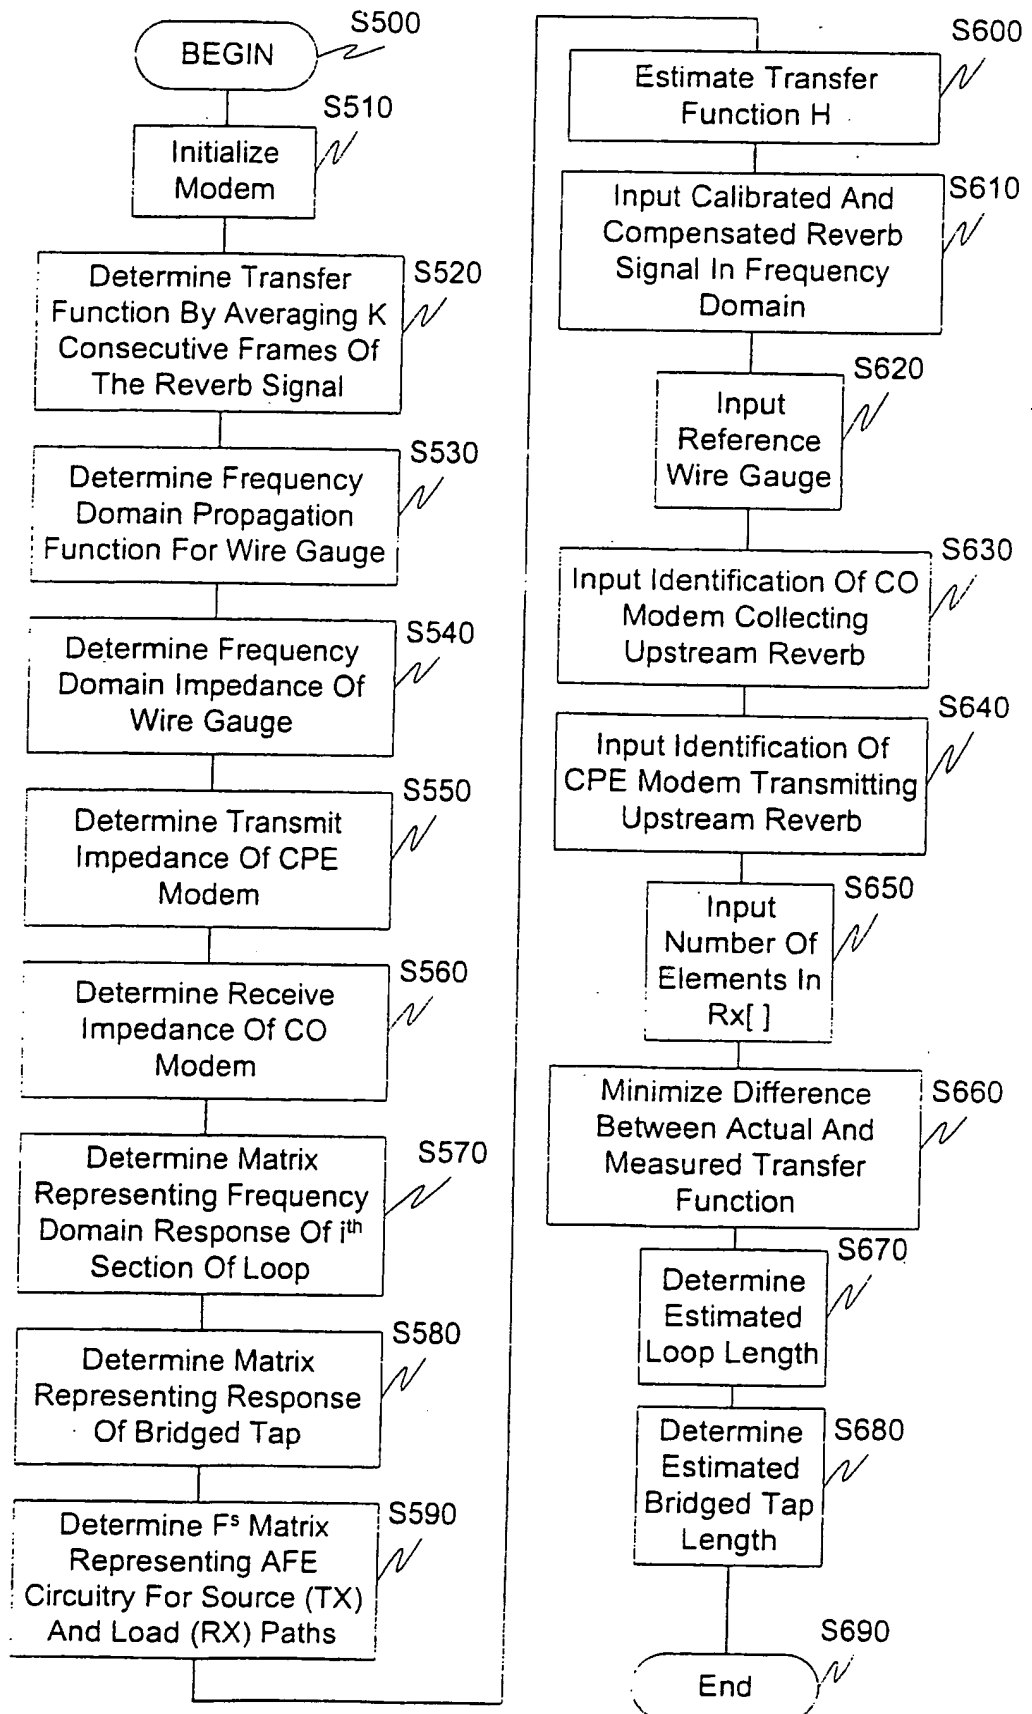 S500
BEGIN
S510
Initialize
Modem
S520
Determine Transfer
Function By Averaging K
Consecutive Frames Of
The Reverb Signal
S530
Determine Frequency
Domain Propagation
Function For Wire Gauge
S540
Determine Frequency
Domain Impedance Of
Wire Gauge
S550
Determine Transmit
Impedance Of CPE
Modem
S560
Determine Receive
Impedance Of CO
Modem
S570
Determine Matrix
Representing Frequency
Domain Response Of ith
Section Of Loop
S580
Determine Matrix
Representing Response
Of Bridged Tap
S590
Determine Fs Matrix
Representing AFE
Circuitry For Source (TX)
And Load (RX) Paths
S600
Estimate Transfer
Function H
S610
Input Calibrated And
Compensated Reverb
Signal In Frequency
Domain
S620
Input
Reference
Wire Gauge
S630
Input Identification Of CO
Modem Collecting
Upstream Reverb
S640
Input Identification Of
CPE Modem Transmitting
Upstream Reverb
S650
Input
Number Of
Elements In
Rx[ ]
S660
Minimize Difference
Between Actual And
Measured Transfer
Function
S670
Determine
Estimated
Loop Length
S680
Determine
Estimated
Bridged Tap
Length
S690
End